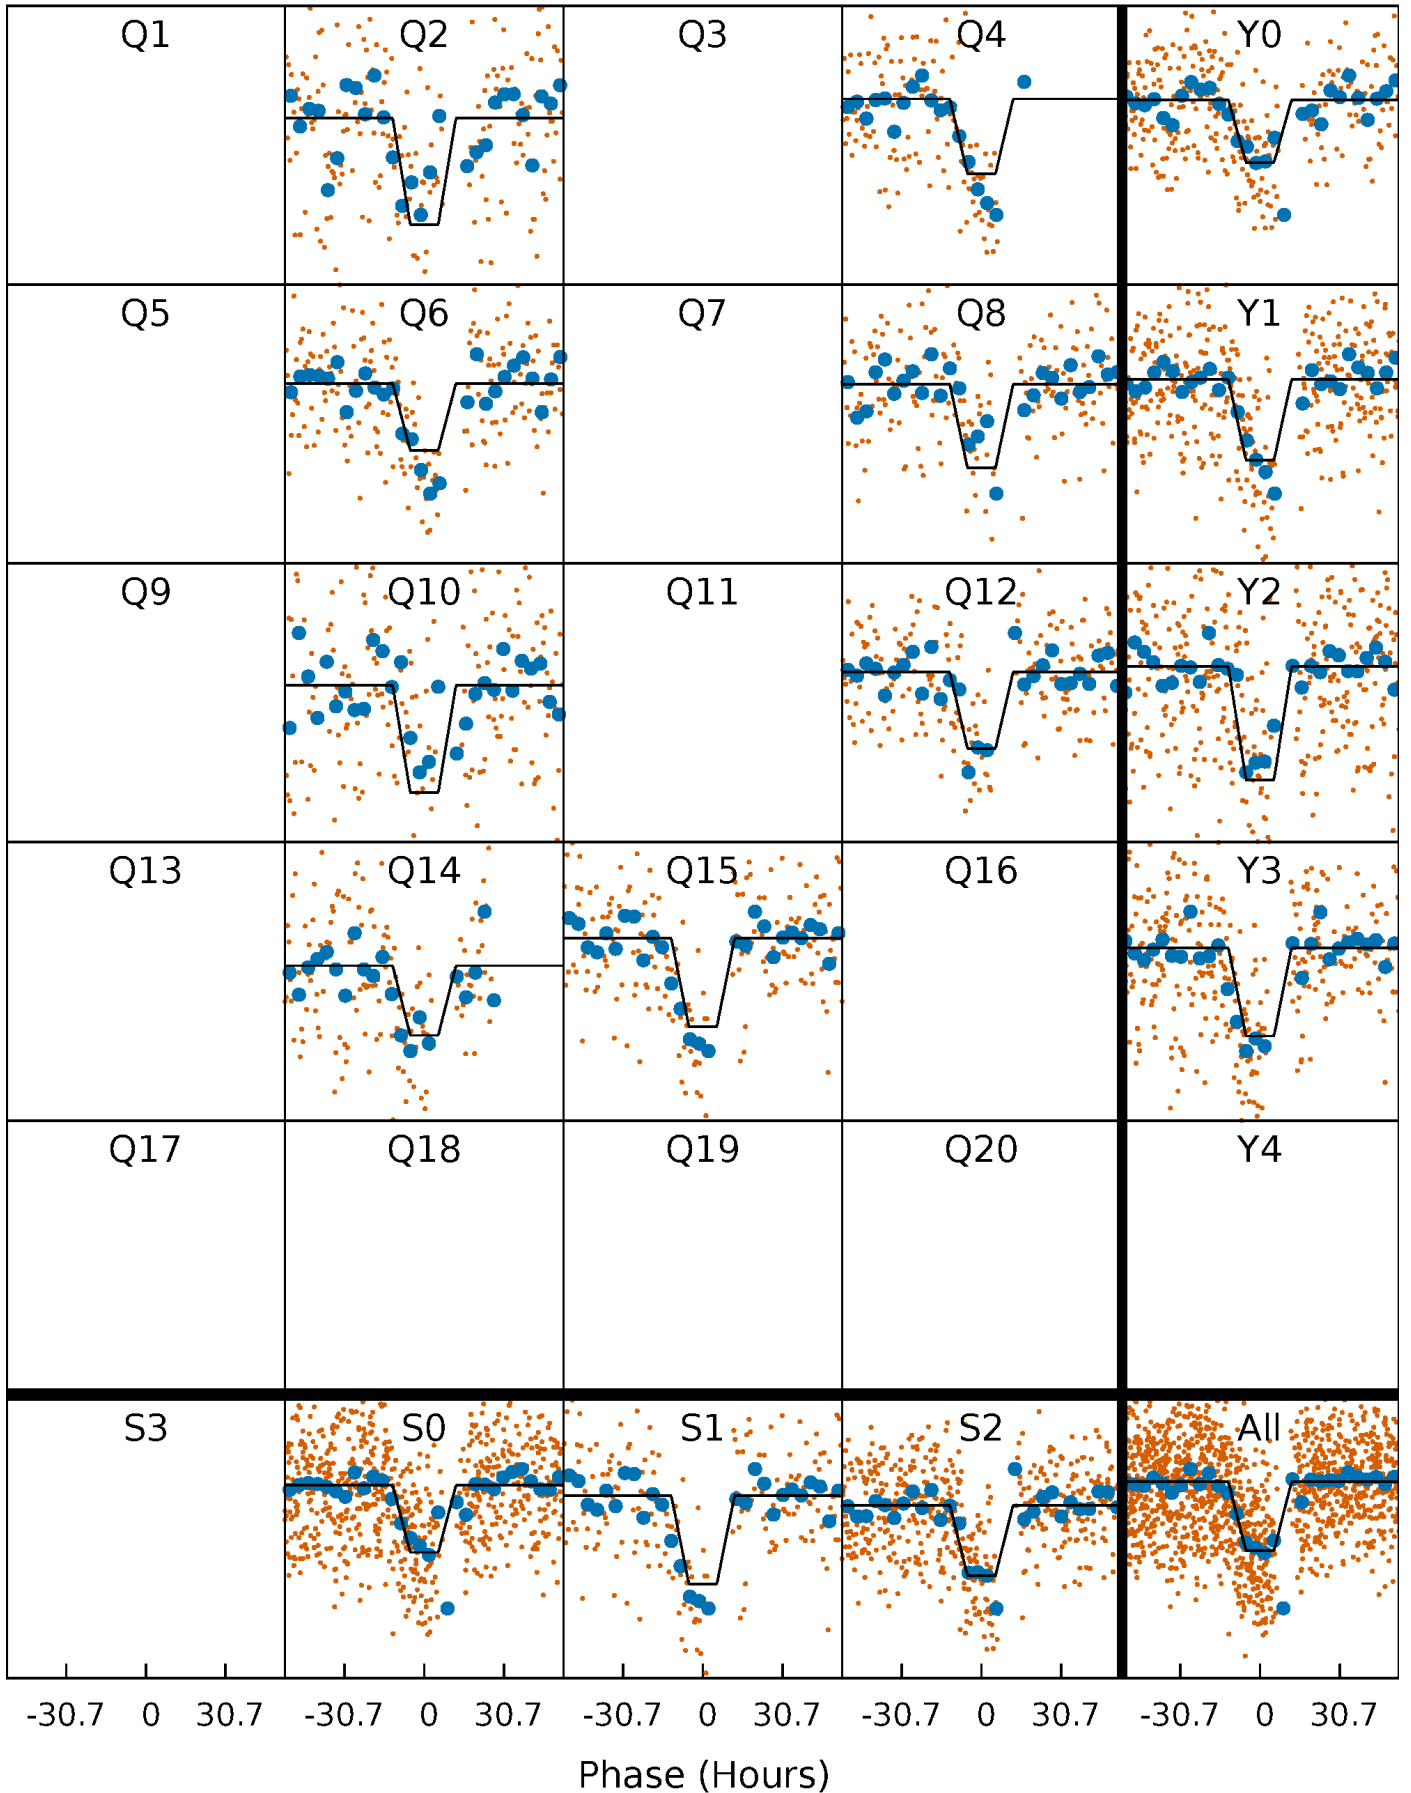 Q1 Q2 Q3 Q4 Y0
Q5 Q6 Q7 Q8 Y1
Q9 Q10 Q11 Q12 Y2
Q13 Q14 Q15 Q16 Y3
Q17 Q18 Q19 Q20 Y4
S3 S0 S1 S2 All
-30.7 0 30.7 -30.7 0 30.7 -30.7 0 30.7 -30.7 0 30.7 -30.7 0 30.7
Phase (Hours)